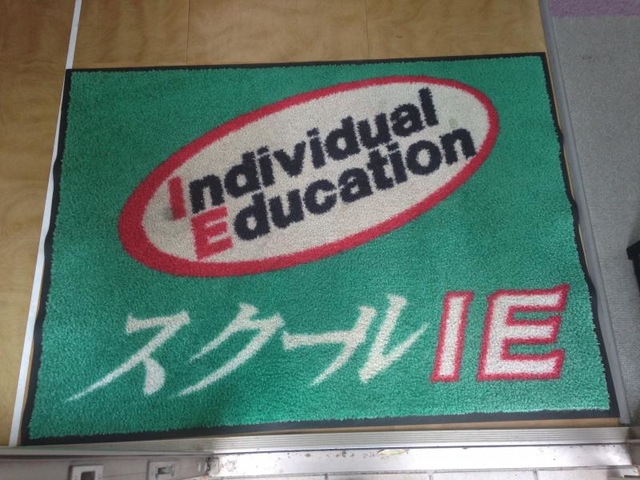 Individual
Education
スクールIE